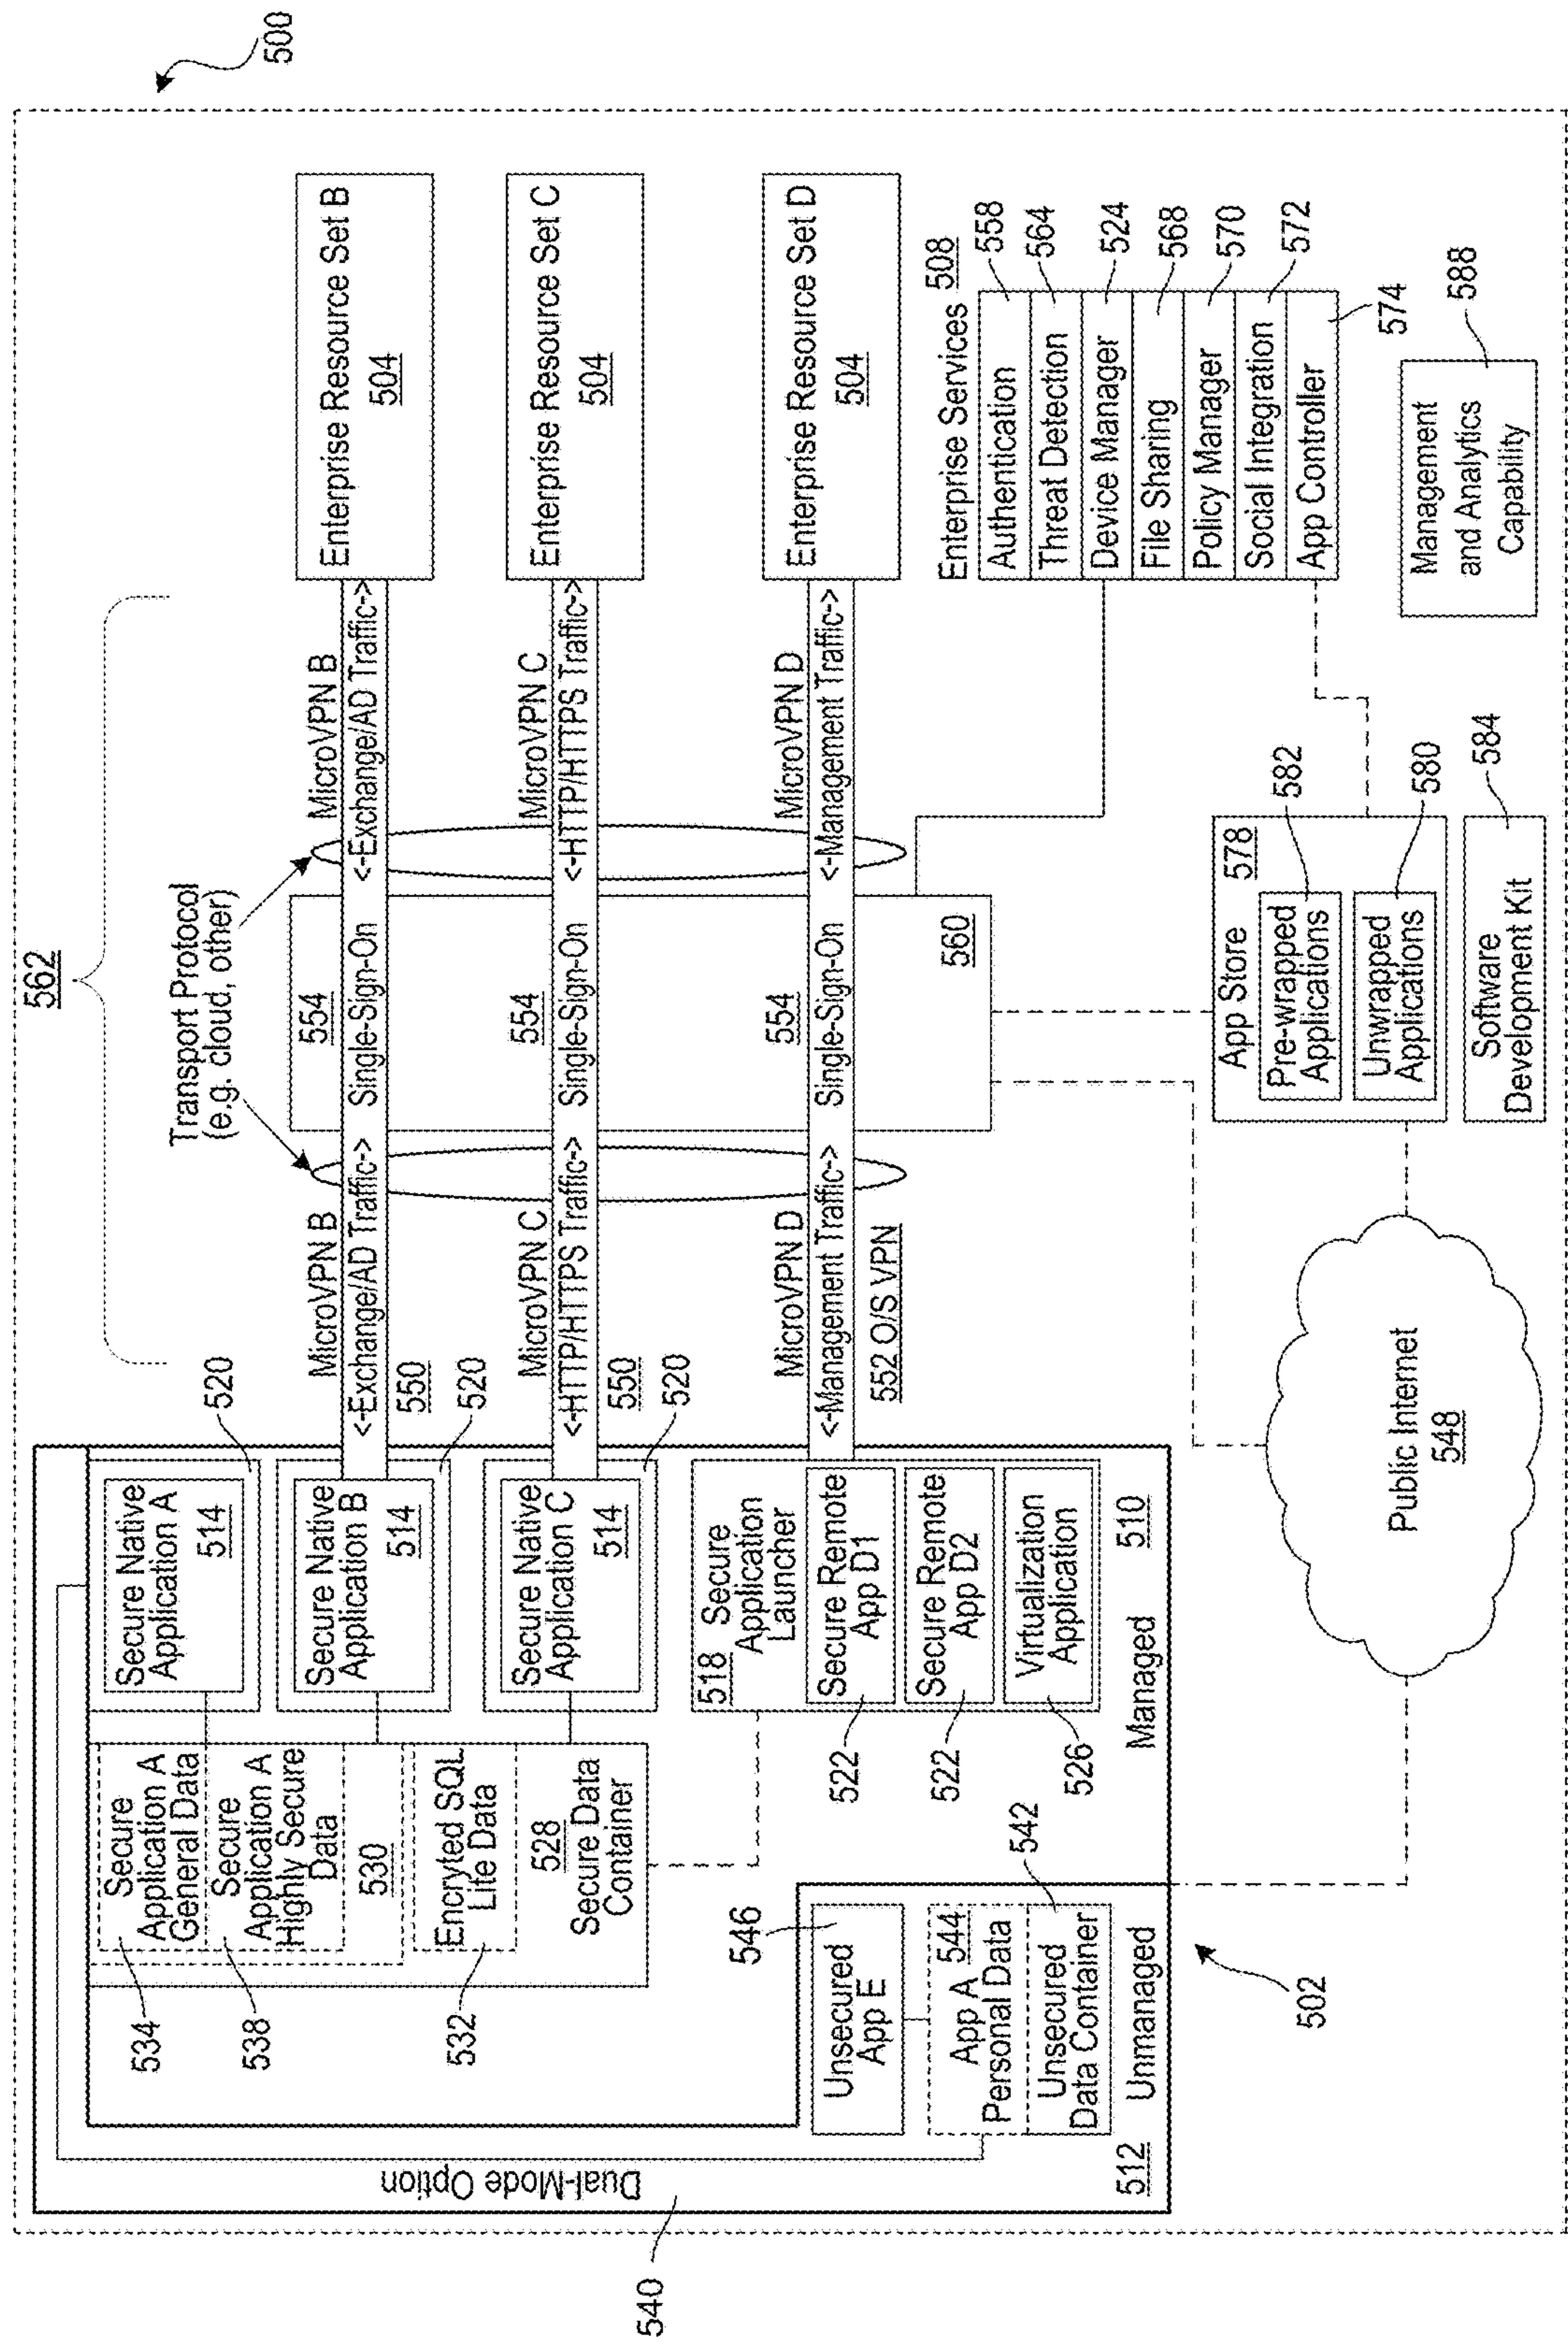 500
562
Transport Protocol
(e.g. cloud, other)
540
Dual-Mode Option
534
538
532
Secure
Application A
General Data
Secure
Application A
Highly Secure
Data
530
Encryted SQL
Lite Data
528
Secure Data
Container
Secure Native
Application A
514
520
Secure Native
Application B
514
520
Secure Native
Application C
514
520
518 Secure
Application
Launcher
Secure Remote
App D1
522
Secure Remote
App D2
522
Virtualization
Application
526
Managed
510
546
Unsecured
App E
544
App A
Personal Data
542
Unsecured
Data Container
512
Unmanaged
502
MicroVPN B
<-Exchange/AD Traffic->
550
554
Single-Sign-On
MicroVPN B
<-Exchange/AD Traffic->
Enterprise Resource Set B
504
MicroVPN C
<-HTTP/HTTPS Traffic->
550
554
Single-Sign-On
MicroVPN C
<-HTTP/HTTPS Traffic->
Enterprise Resource Set C
504
MicroVPN D
<-Management Traffic->
552 O/S VPN
554
Single-Sign-On
MicroVPN D
<-Management Traffic->
Enterprise Resource Set D
504
560
Enterprise Services 508
Authentication
558
Threat Detection
564
Device Manager
524
File Sharing
568
Policy Manager
570
Social Integration
572
App Controller
574
Public Internet
548
App Store 578
Pre-wrapped
Applications
582
Unwrapped
Applications
580
Software
Development Kit
584
Management
and Analytics
Capability
588